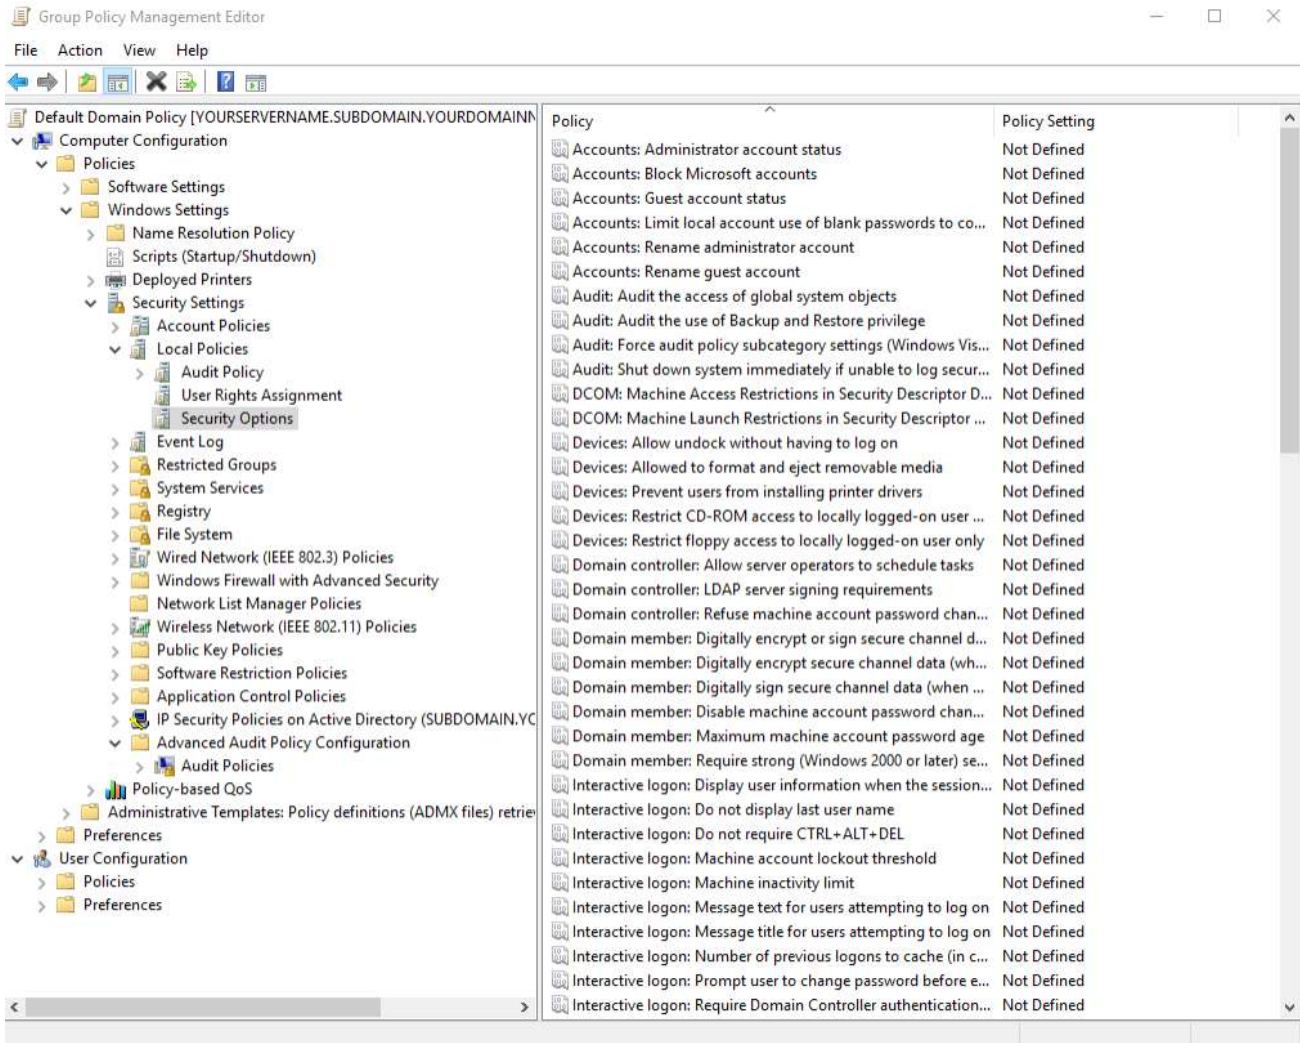 Group Policy Management Editor
File Action View Help
Default Domain Policy [YOURSERVERNAME.SUBDOMAIN.YOURDOMAINN
Computer Configuration
Policies
Software Settings
Windows Settings
Name Resolution Policy
Scripts (Startup/Shutdown)
Deployed Printers
Security Settings
Account Policies
Local Policies
Audit Policy
User Rights Assignment
Security Options
Event Log
Restricted Groups
System Services
Registry
File System
Wired Network (IEEE 802.3) Policies
Windows Firewall with Advanced Security
Network List Manager Policies
Wireless Network (IEEE 802.11) Policies
Public Key Policies
Software Restriction Policies
Application Control Policies
IP Security Policies on Active Directory (SUBDOMAIN.YO
Advanced Audit Policy Configuration
Audit Policies
Policy-based QoS
Administrative Templates: Policy definitions (ADMX files) retrie
Preferences
User Configuration
Policies
Preferences
Policy Policy Setting
Accounts: Administrator account status Not Defined
Accounts: Block Microsoft accounts Not Defined
Accounts: Guest account status Not Defined
Accounts: Limit local account use of blank passwords to co... Not Defined
Accounts: Rename administrator account Not Defined
Accounts: Rename guest account Not Defined
Audit: Audit the access of global system objects Not Defined
Audit: Audit the use of Backup and Restore privilege Not Defined
Audit: Force audit policy subcategory settings (Windows Vis... Not Defined
Audit: Shut down system immediately if unable to log secur... Not Defined
DCOM: Machine Access Restrictions in Security Descriptor D... Not Defined
DCOM: Machine Launch Restrictions in Security Descriptor ... Not Defined
Devices: Allow undock without having to log on Not Defined
Devices: Allowed to format and eject removable media Not Defined
Devices: Prevent users from installing printer drivers Not Defined
Devices: Restrict CD-ROM access to locally logged-on user ... Not Defined
Devices: Restrict floppy access to locally logged-on user only Not Defined
Domain controller: Allow server operators to schedule tasks Not Defined
Domain controller: LDAP server signing requirements Not Defined
Domain controller: Refuse machine account password chan... Not Defined
Domain member: Digitally encrypt or sign secure channel d... Not Defined
Domain member: Digitally encrypt secure channel data (wh... Not Defined
Domain member: Digitally sign secure channel data (when ... Not Defined
Domain member: Disable machine account password chan... Not Defined
Domain member: Maximum machine account password age Not Defined
Domain member: Require strong (Windows 2000 or later) se... Not Defined
Interactive logon: Display user information when the session... Not Defined
Interactive logon: Do not display last user name Not Defined
Interactive logon: Do not require CTRL+ALT+DEL Not Defined
Interactive logon: Machine account lockout threshold Not Defined
Interactive logon: Machine inactivity limit Not Defined
Interactive logon: Message text for users attempting to log on Not Defined
Interactive logon: Message title for users attempting to log on Not Defined
Interactive logon: Number of previous logons to cache (in c... Not Defined
Interactive logon: Prompt user to change password before e... Not Defined
Interactive logon: Require Domain Controller authentication... Not Defined